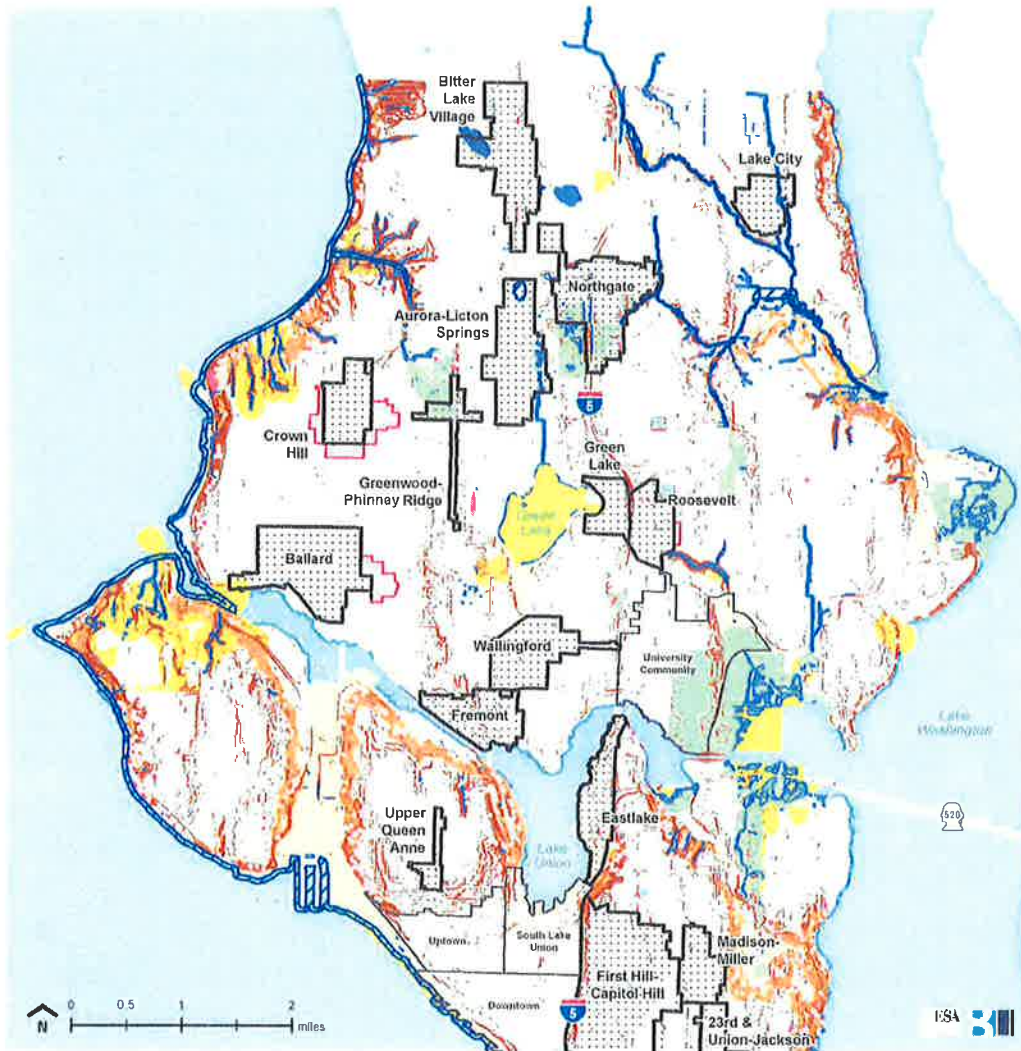 Bitter
Lake
Village
Lake City
Northgate
Aurora-Licton
Springs
5
Crown
Hill
Green
Lake
Greenwood-
Phinney Ridge
Roosevelt
Green
Lake
Ballard
Wallingford
University
Community
Fremont
Lake
Washington
520
Upper
Queen
Anne
Eastlake
Lake
Union
Uptown
South Lake
Union
Madison-
Miller
First Hill-
Capitol Hill
Downtown
5
23rd &
Union-Jackson
N
0 0.5 1 2
miles
ESA